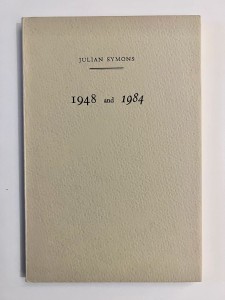 JULIAN SYMONS
1948 and 1984